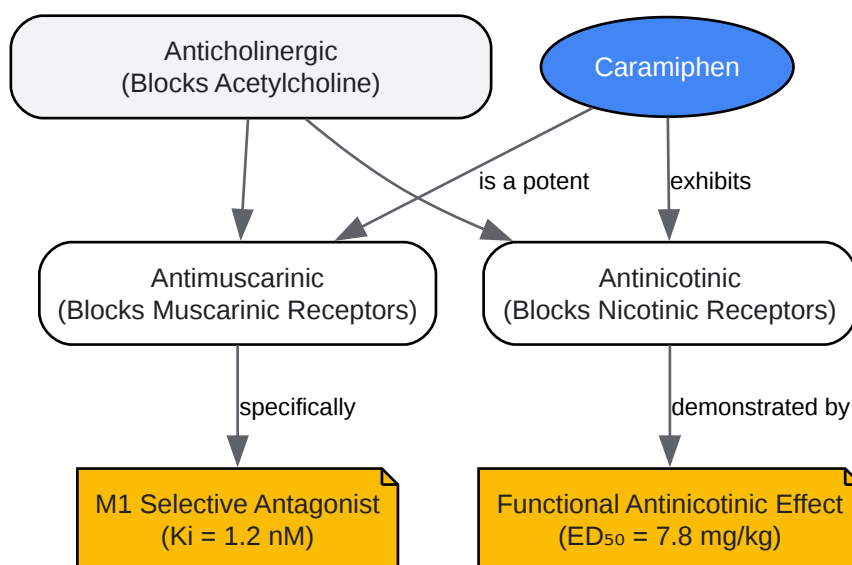 Anticholinergic
(Blocks Acetylcholine)
Caramiphen
is a potent
exhibits
Antimuscarinic
(Blocks Muscarinic Receptors)
Antinicotinic
(Blocks Nicotinic Receptors)
specifically
demonstrated by
M1 Selective Antagonist
(Ki = 1.2 nM)
Functional Antinicotinic Effect
(ED₅₀ = 7.8 mg/kg)